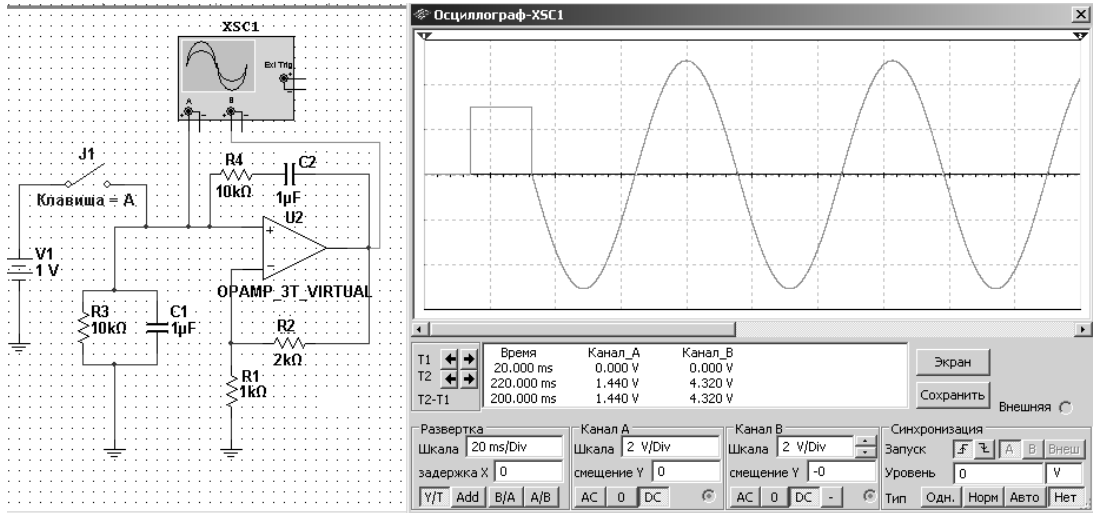 XSC1
Ext Trig
A
B
J1
Клавиша = A
V1
1 V
R3
10kΩ
C1
1µF
R4
10kΩ
C2
1µF
U2
OPAMP_3T_VIRTUAL
R2
2kΩ
R1
1kΩ
Осциллограф-XSC1
T1
T2
T2-T1
Время Канал_A Канал_B
20.000 ms 0.000 V 0.000 V
220.000 ms 1.440 V 4.320 V
200.000 ms 1.440 V 4.320 V
Экран
Сохранить
Внешняя
Развертка
Шкала 20 ms/Div
задержка X 0
Y/T Add B/A A/B
Канал A
Шкала 2 V/Div
смещение Y 0
AC 0 DC
Канал B
Шкала 2 V/Div
смещение Y -0
AC 0 DC -
Синхронизация
Запуск A B Внеш
Уровень 0 V
Тип Одн. Норм Авто Нет